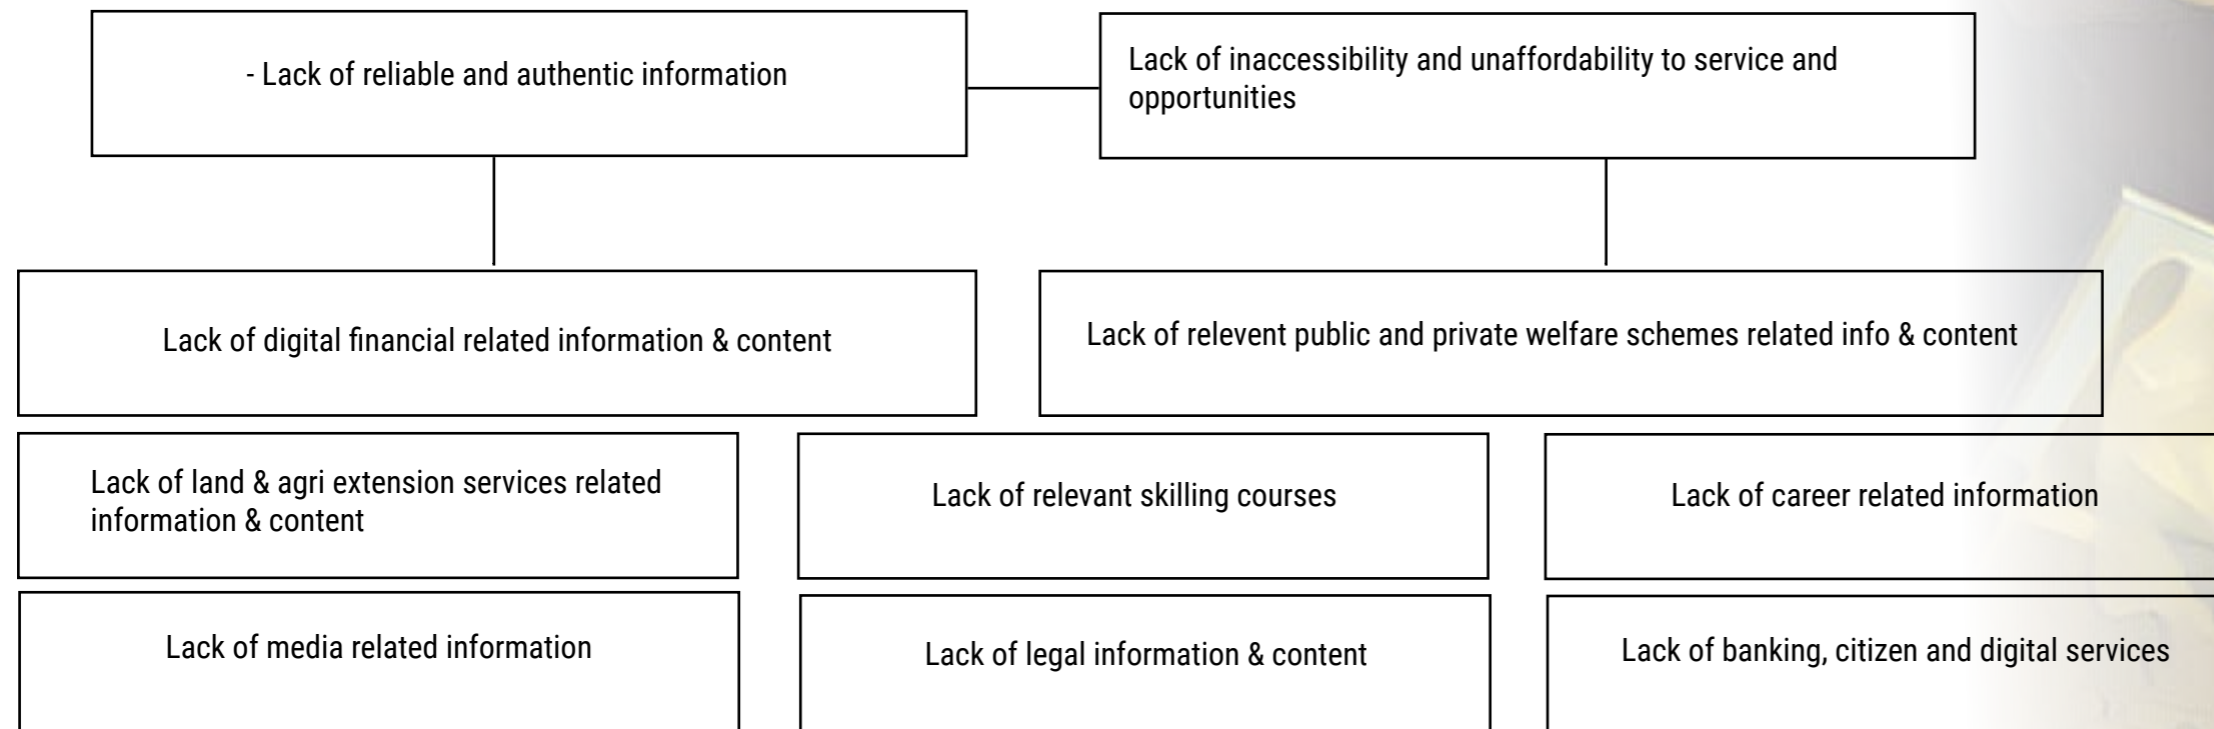 - Lack of reliable and authentic information
Lack of inaccessibility and unaffordability to service and
opportunities
Lack of digital financial related information & content
Lack of relevent public and private welfare schemes related info & content
Lack of land & agri extension services related
information & content
Lack of relevant skilling courses
Lack of career related information
Lack of media related information
Lack of legal information & content
Lack of banking, citizen and digital services